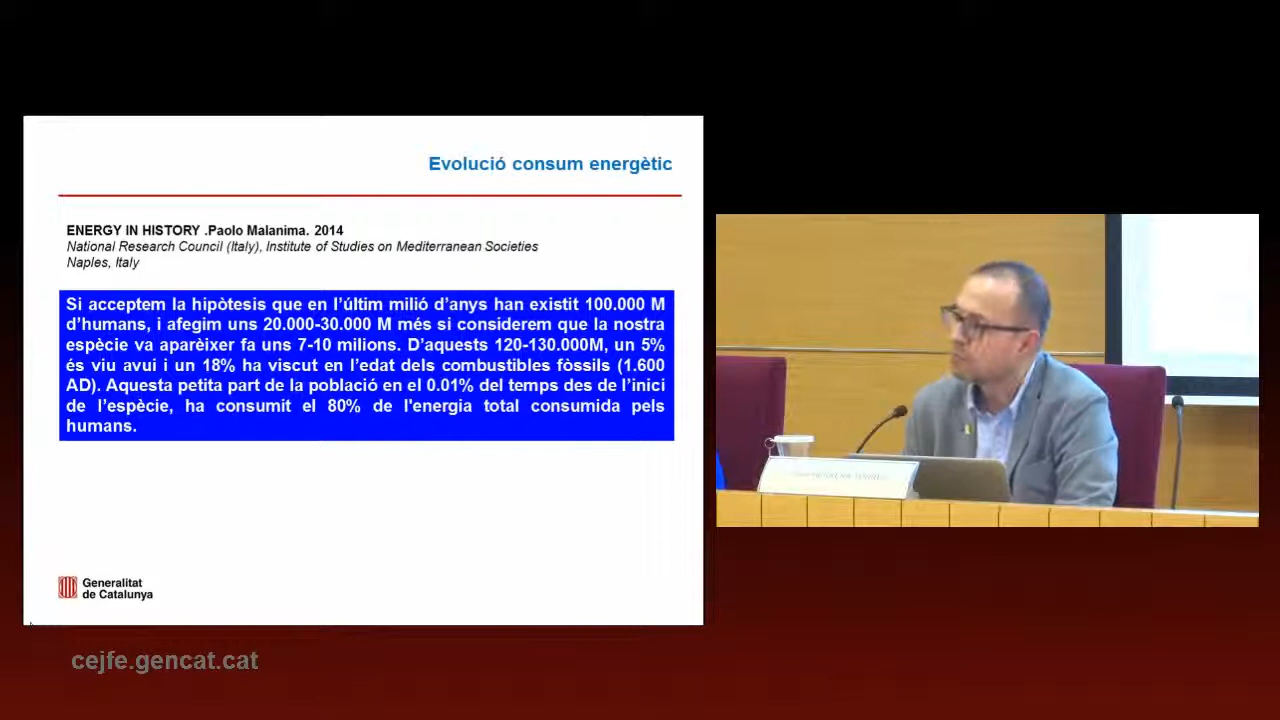 Evolució consum energètic
ENERGY IN HISTORY .Paolo Malanima. 2014
National Research Council (Italy), Institute of Studies on Mediterranean Societies
Naples, Italy
Si acceptem la hipòtesis que en l'últim milió d'anys han existit 100.000 M
d'humans, i afegim uns 20.000-30.000 M més si considerem que la nostra
espècie va aparèixer fa uns 7-10 milions. D'aquests 120-130.000M, un 5%
és viu avui i un 18% ha viscut en l'edat dels combustibles fòssils (1.600
AD). Aquesta petita part de la població en el 0.01% del temps des de l'inici
de l'espècie, ha consumit el 80% de l'energia total consumida pels
humans.
Generalitat
de Catalunya
cejfe.gencat.cat